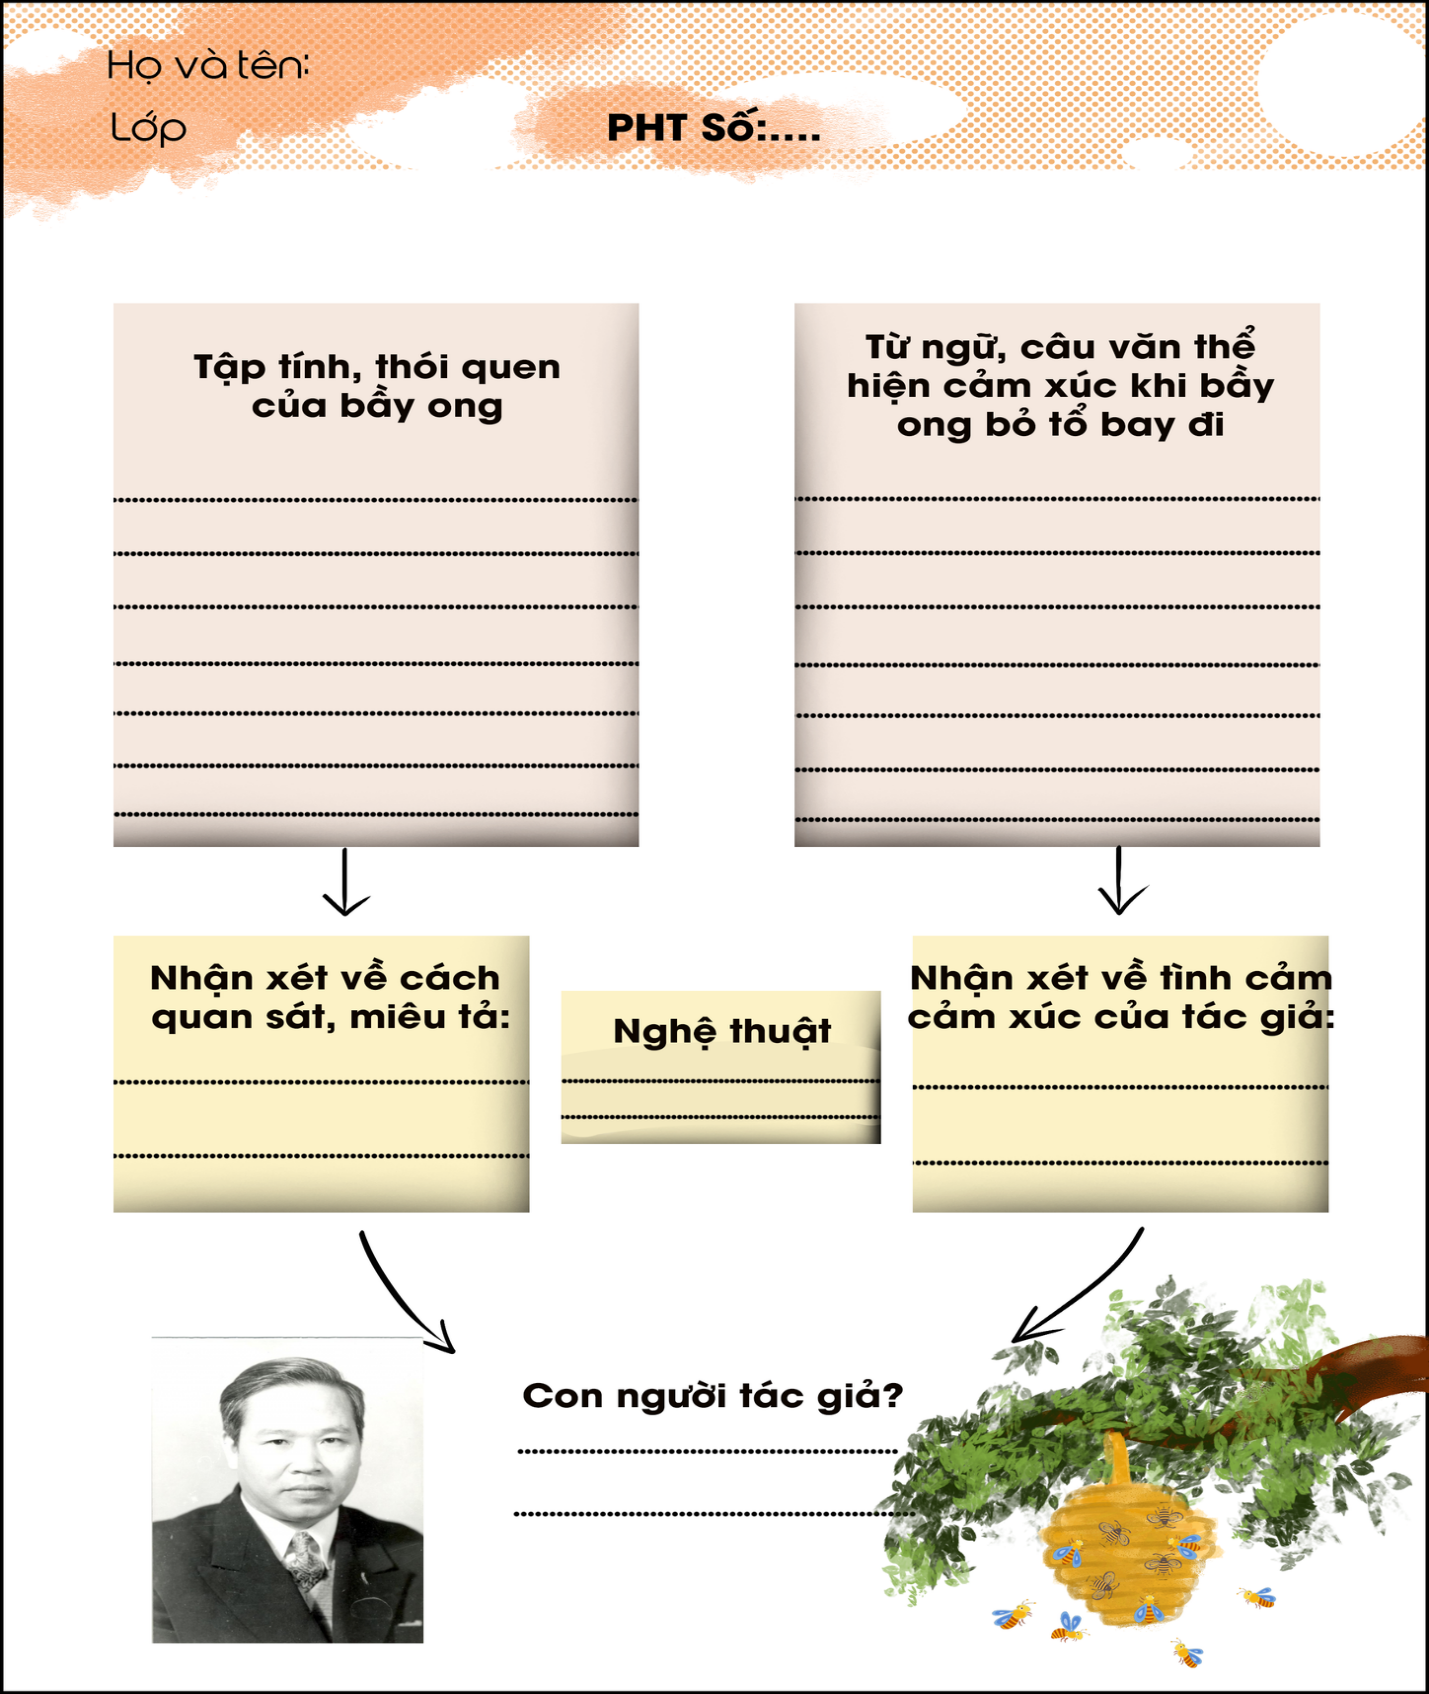 Họ và tên:
Lớp
PHT Số:....
Tập tính, thói quen
của bầy ong
Từ ngữ, câu văn thể
hiện cảm xúc khi bầy
ong bỏ tổ bay đi
Nhận xét về cách
quan sát, miêu tả:
Nghệ thuật
Nhận xét về tình cảm
cảm xúc của tác giả:
Con người tác giả?